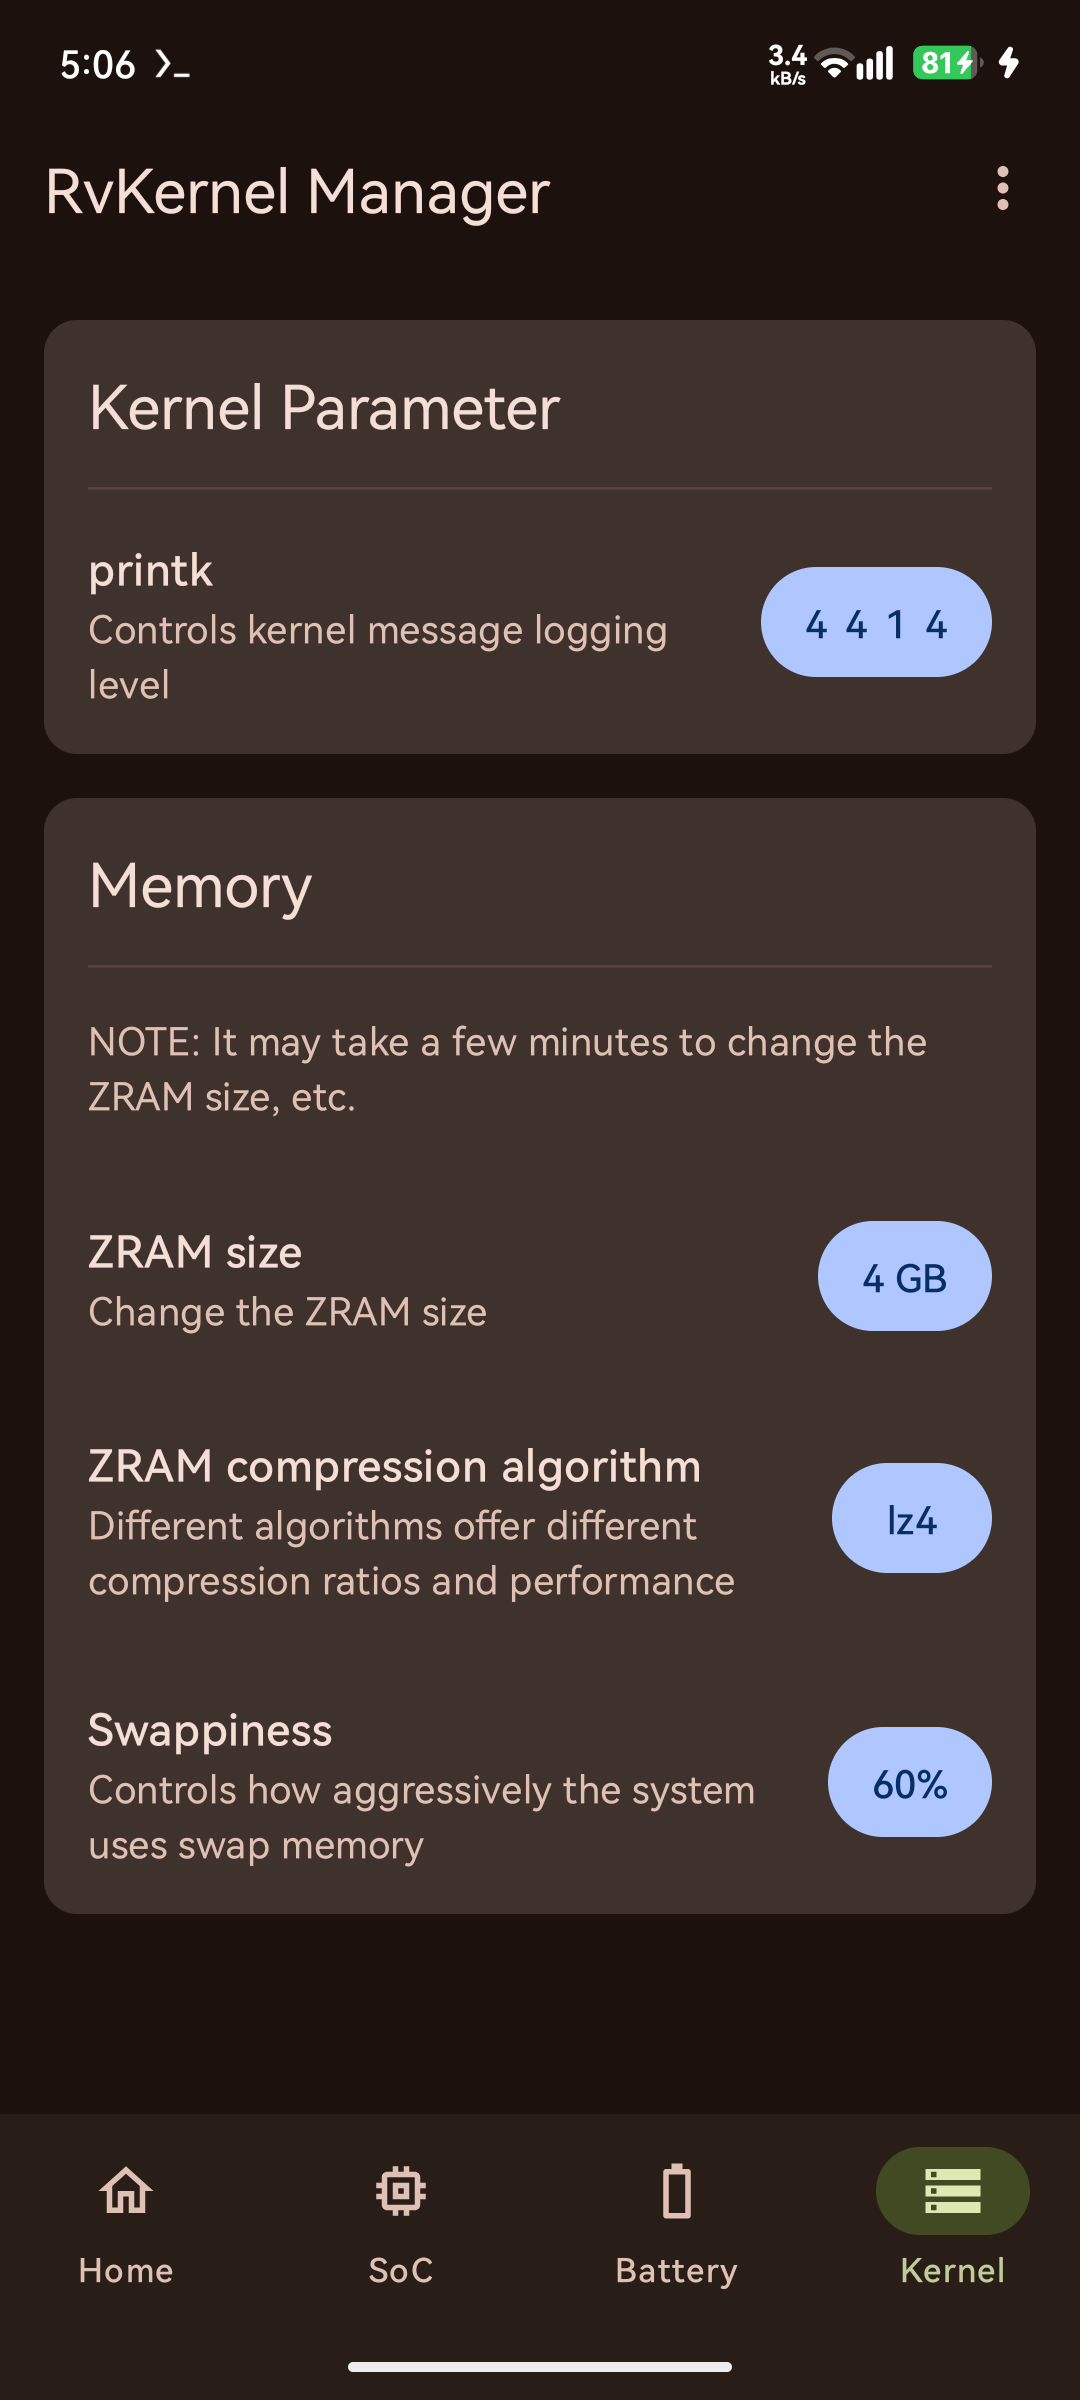 5:06 ❯_ 3.4 kB/s 81
RvKernel Manager
Kernel Parameter
printk
Controls kernel message logging
level
4 4 1 4
Memory
NOTE: It may take a few minutes to change the
ZRAM size, etc.
ZRAM size
Change the ZRAM size
4 GB
ZRAM compression algorithm
Different algorithms offer different
compression ratios and performance
lz4
Swappiness
Controls how aggressively the system
uses swap memory
60%
Home SoC Battery Kernel